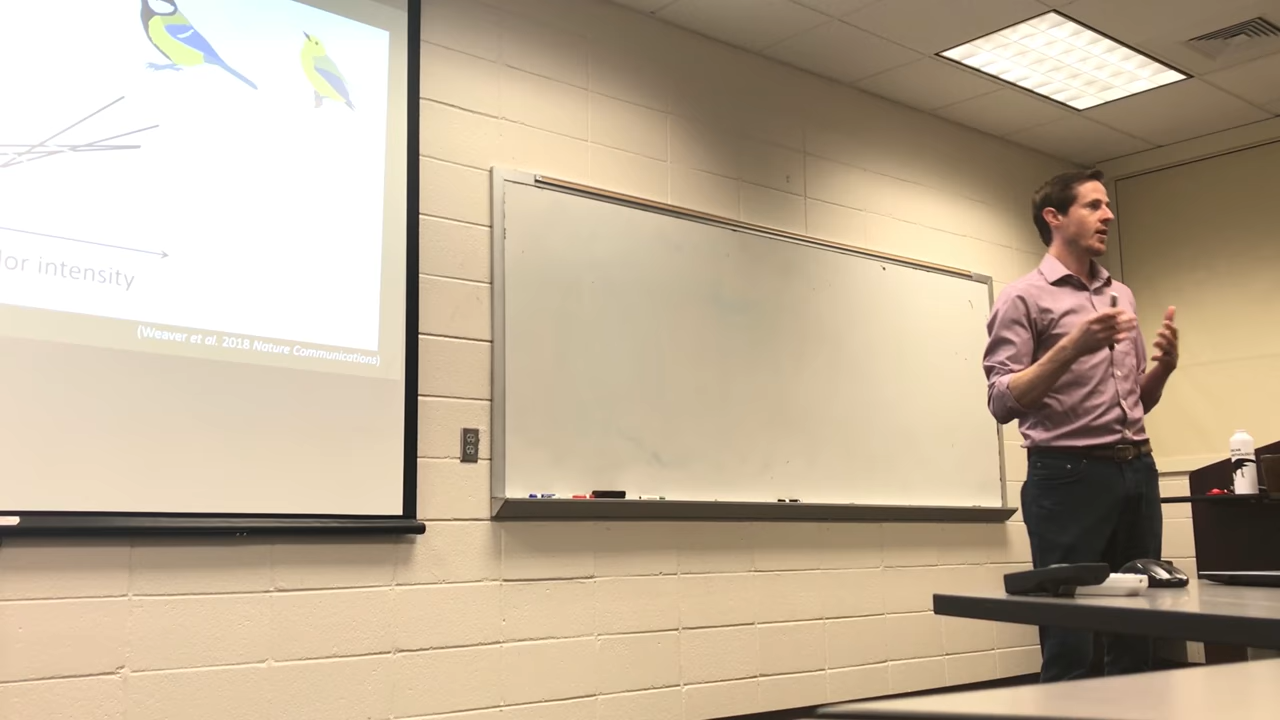 lor intensity
(Weaver et al. 2018 Nature Communications)